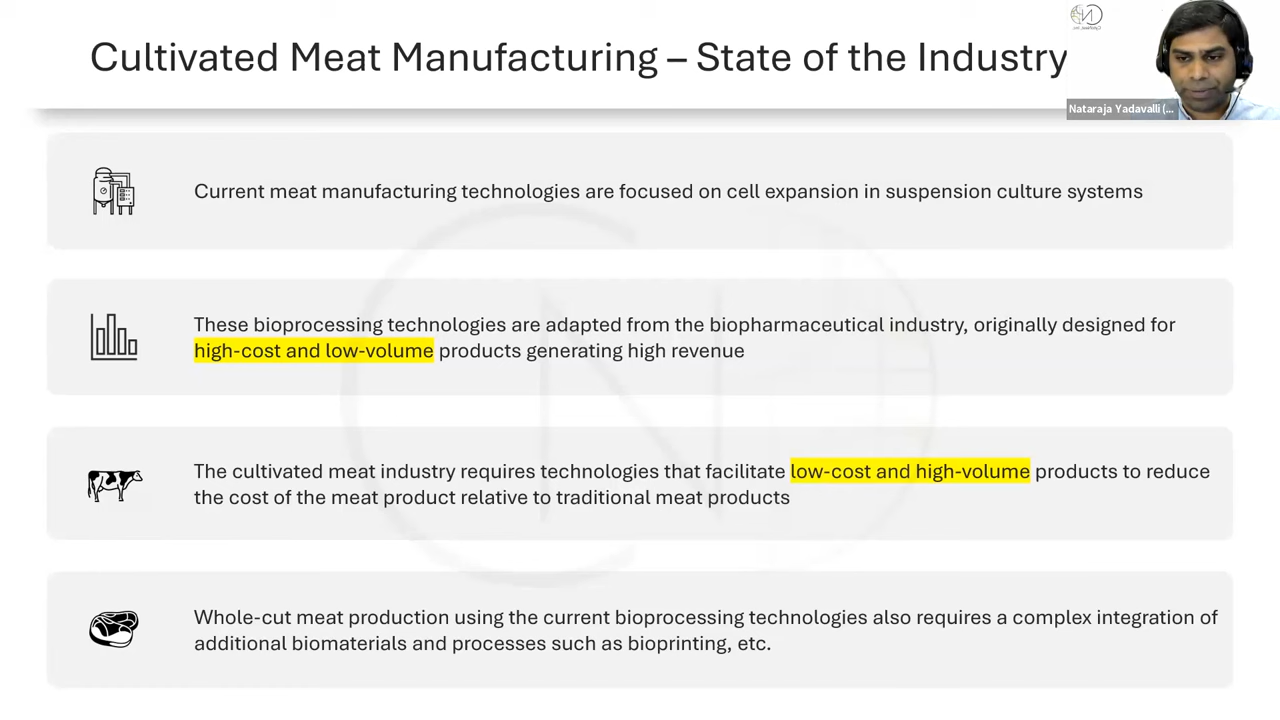 Cultivated Meat Manufacturing – State of the Industry
Nataraja Yadavalli (...
Current meat manufacturing technologies are focused on cell expansion in suspension culture systems
These bioprocessing technologies are adapted from the biopharmaceutical industry, originally designed for
high-cost and low-volume products generating high revenue
The cultivated meat industry requires technologies that facilitate low-cost and high-volume products to reduce
the cost of the meat product relative to traditional meat products
Whole-cut meat production using the current bioprocessing technologies also requires a complex integration of
additional biomaterials and processes such as bioprinting, etc.